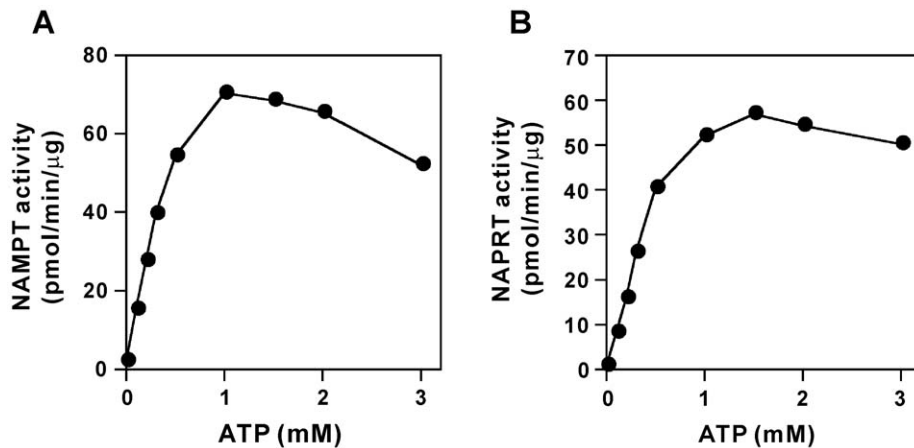 A
NAMPT activity
(pmol/min/μg)
80
60
40
20
0
0 1 2 3
ATP (mM)
B
NAPRT activity
(pmol/min/μg)
70
60
50
40
30
20
10
0
0 1 2 3
ATP (mM)